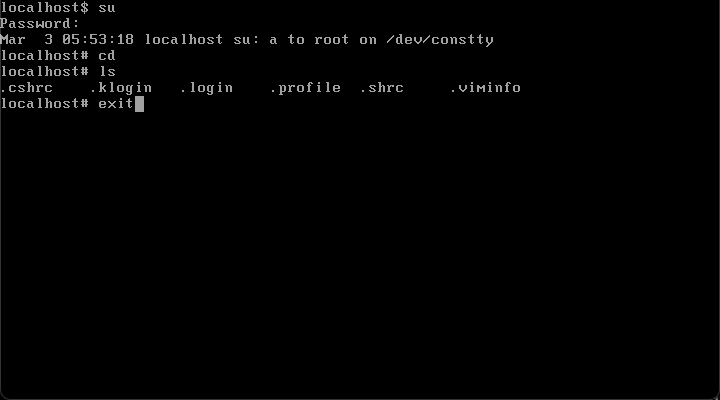 localhost$ su
Password:
Mar  3 05:53:18 localhost su: a to root on /dev/constty
localhost# cd
localhost# ls
.cshrc    .klogin   .login    .profile  .shrc     .viminfo
localhost# exit